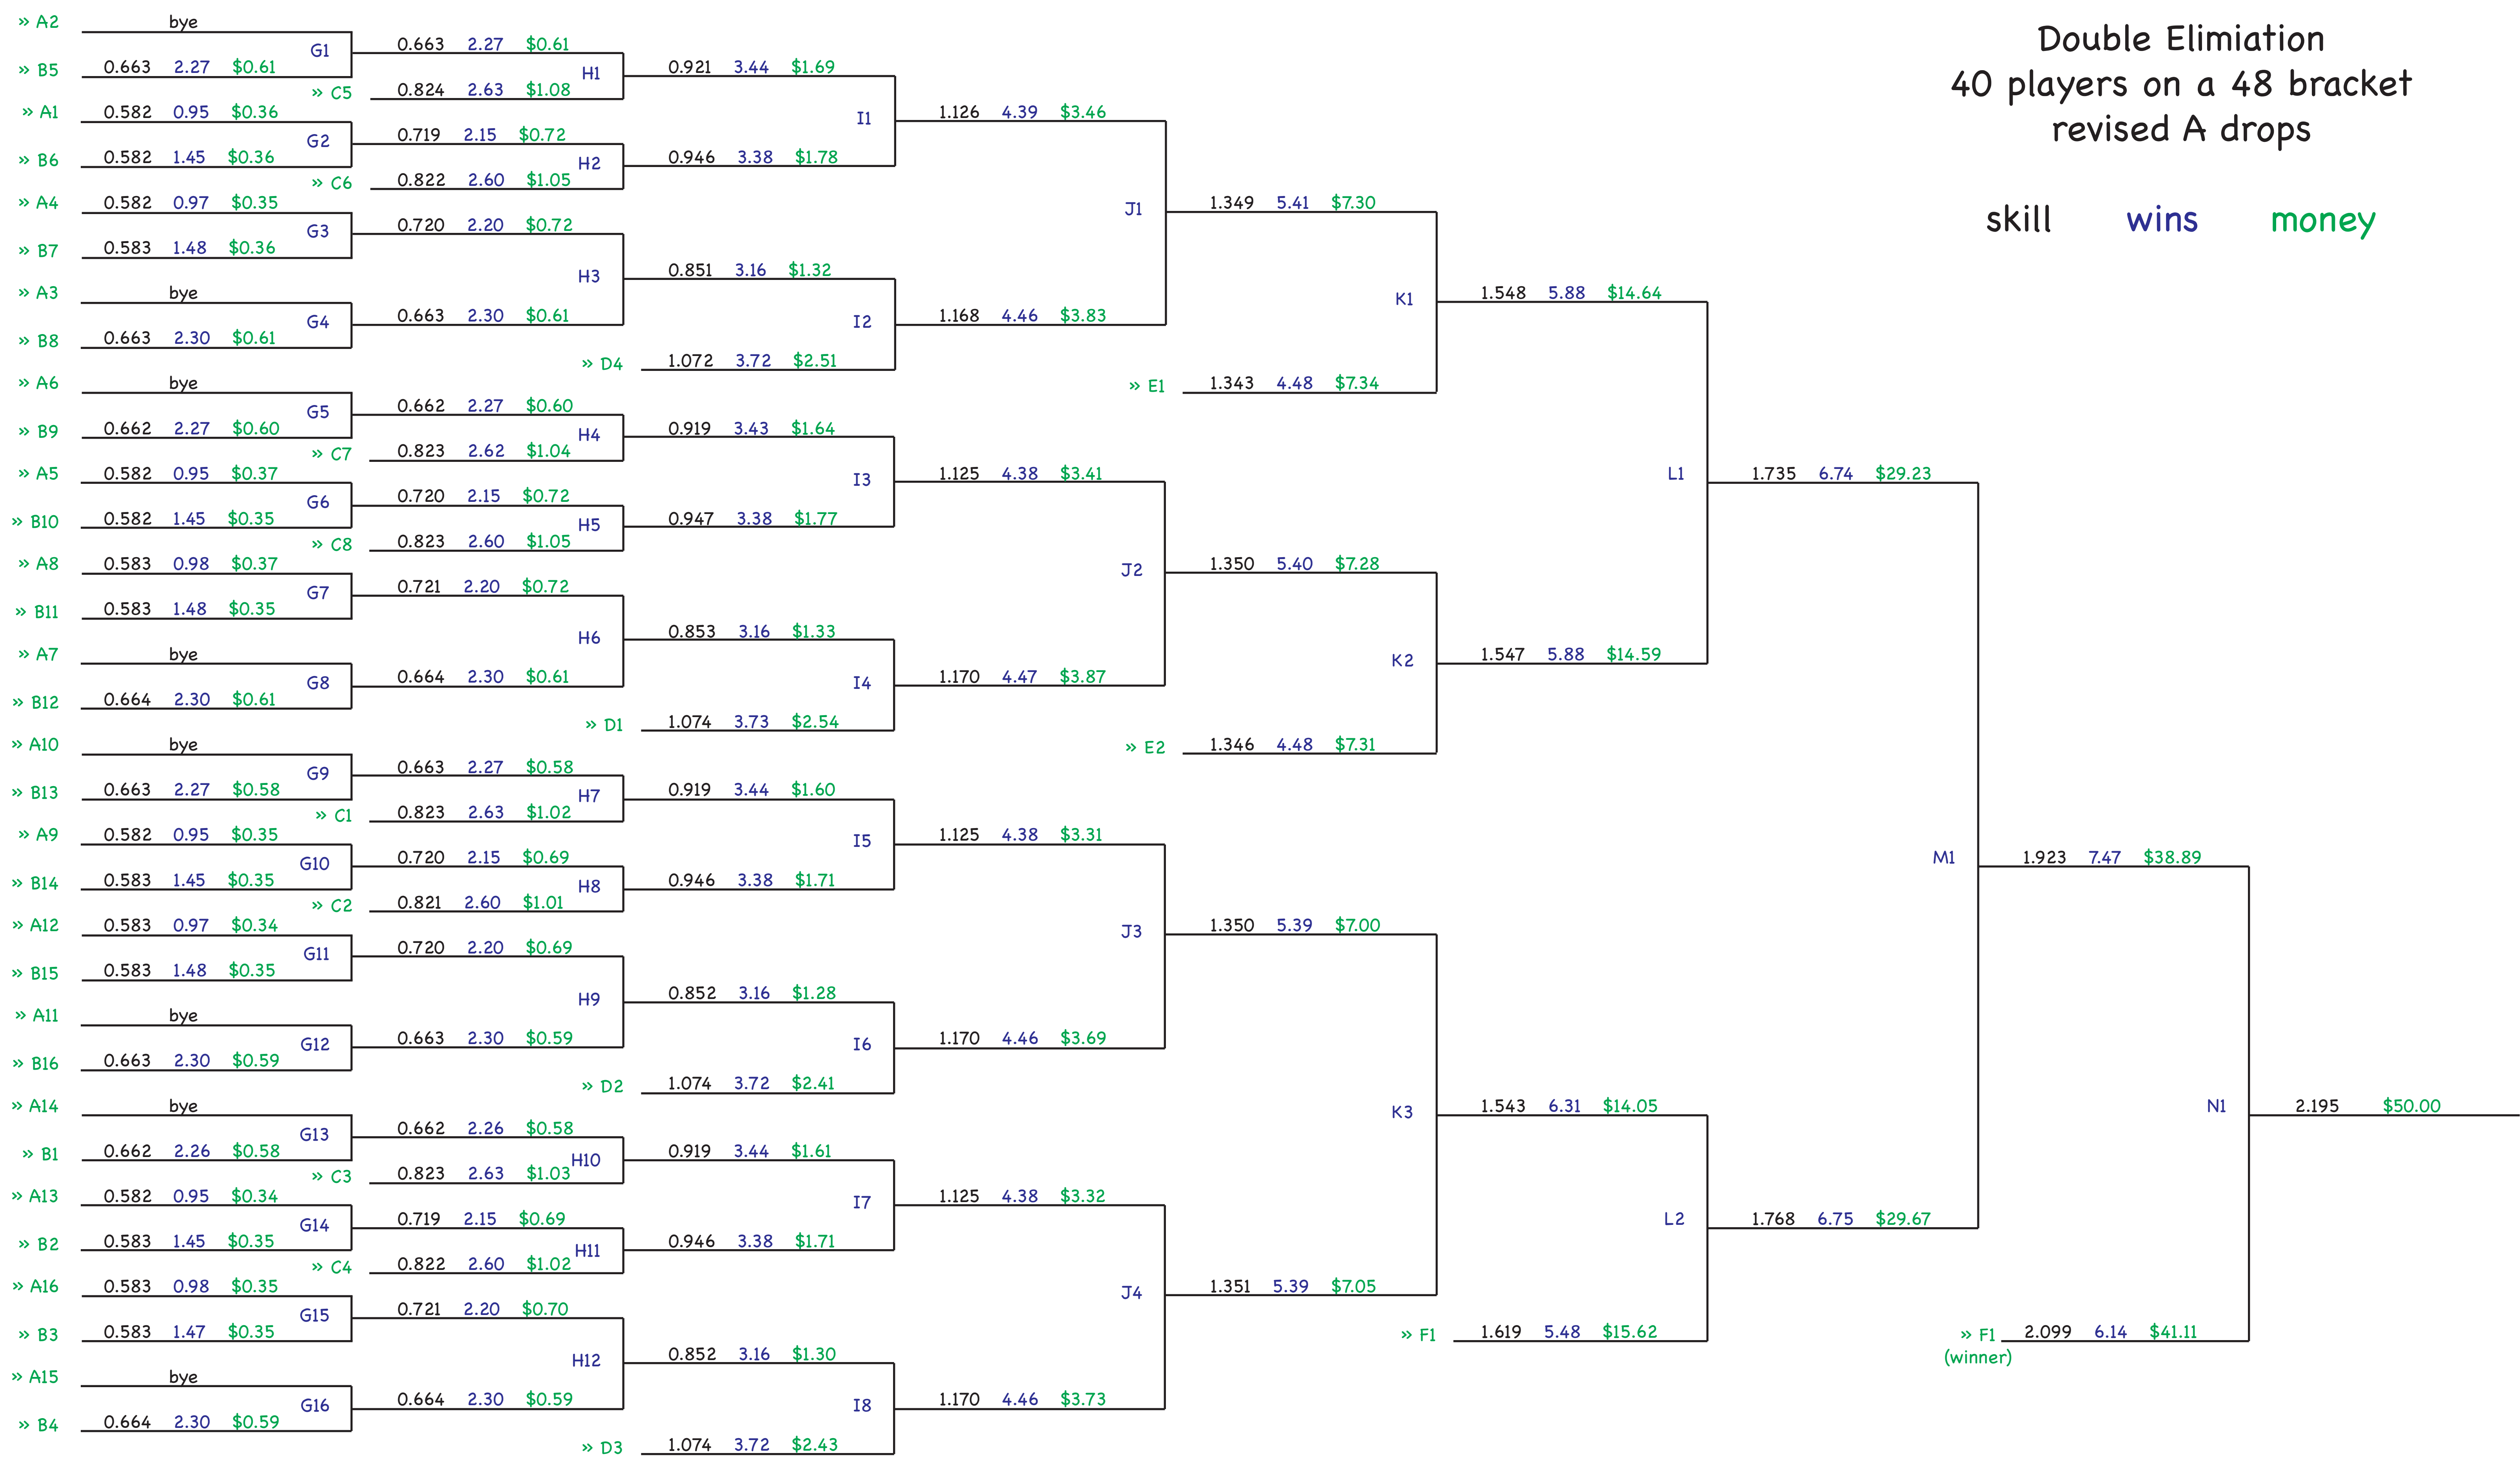 Double Elimiation
40 players on a 48 bracket
revised A drops
skill wins money
» A2 bye
G1
» B5 0.663 2.27 $0.61
0.663 2.27 $0.61
H1
» C5 0.824 2.63 $1.08
» A1 0.582 0.95 $0.36
G2
» B6 0.582 1.45 $0.36
0.719 2.15 $0.72
H2
» C6 0.822 2.60 $1.05
» A4 0.582 0.97 $0.35
G3
» B7 0.583 1.48 $0.36
0.720 2.20 $0.72
H3
» A3 bye
G4
» B8 0.663 2.30 $0.61
0.663 2.30 $0.61
» A6 bye
G5
» B9 0.662 2.27 $0.60
0.662 2.27 $0.60
H4
» C7 0.823 2.62 $1.04
» A5 0.582 0.95 $0.37
G6
» B10 0.582 1.45 $0.35
0.720 2.15 $0.72
H5
» C8 0.823 2.60 $1.05
» A8 0.583 0.98 $0.37
G7
» B11 0.583 1.48 $0.35
0.721 2.20 $0.72
H6
» A7 bye
G8
» B12 0.664 2.30 $0.61
0.664 2.30 $0.61
» A10 bye
G9
» B13 0.663 2.27 $0.58
0.663 2.27 $0.58
H7
» C1 0.823 2.63 $1.02
» A9 0.582 0.95 $0.35
G10
» B14 0.583 1.45 $0.35
0.720 2.15 $0.69
H8
» C2 0.821 2.60 $1.01
» A12 0.583 0.97 $0.34
G11
» B15 0.583 1.48 $0.35
0.720 2.20 $0.69
H9
» A11 bye
G12
» B16 0.663 2.30 $0.59
0.663 2.30 $0.59
» A14 bye
G13
» B1 0.662 2.26 $0.58
0.662 2.26 $0.58
H10
» C3 0.823 2.63 $1.03
» A13 0.582 0.95 $0.34
G14
» B2 0.583 1.45 $0.35
0.719 2.15 $0.69
H11
» C4 0.822 2.60 $1.02
» A16 0.583 0.98 $0.35
G15
» B3 0.583 1.47 $0.35
0.721 2.20 $0.70
H12
» A15 bye
G16
» B4 0.664 2.30 $0.59
0.664 2.30 $0.59
0.921 3.44 $1.69
I1
0.946 3.38 $1.78
0.851 3.16 $1.32
I2
» D4 1.072 3.72 $2.51
0.919 3.43 $1.64
I3
0.947 3.38 $1.77
0.853 3.16 $1.33
I4
» D1 1.074 3.73 $2.54
0.919 3.44 $1.60
I5
0.946 3.38 $1.71
0.852 3.16 $1.28
I6
» D2 1.074 3.72 $2.41
0.919 3.44 $1.61
I7
0.946 3.38 $1.71
0.852 3.16 $1.30
I8
» D3 1.074 3.72 $2.43
1.126 4.39 $3.46
J1
1.168 4.46 $3.83
1.125 4.38 $3.41
J2
1.170 4.47 $3.87
1.125 4.38 $3.31
J3
1.170 4.46 $3.69
1.125 4.38 $3.32
J4
1.170 4.46 $3.73
1.349 5.41 $7.30
K1
» E1 1.343 4.48 $7.34
1.350 5.40 $7.28
K2
» E2 1.346 4.48 $7.31
1.350 5.39 $7.00
K3
1.351 5.39 $7.05
1.548 5.88 $14.64
L1
1.547 5.88 $14.59
1.543 6.31 $14.05
L2
» F1 1.619 5.48 $15.62
1.735 6.74 $29.23
M1
1.768 6.75 $29.67
1.923 7.47 $38.89
N1
» F1 2.099 6.14 $41.11
(winner)
2.195 $50.00